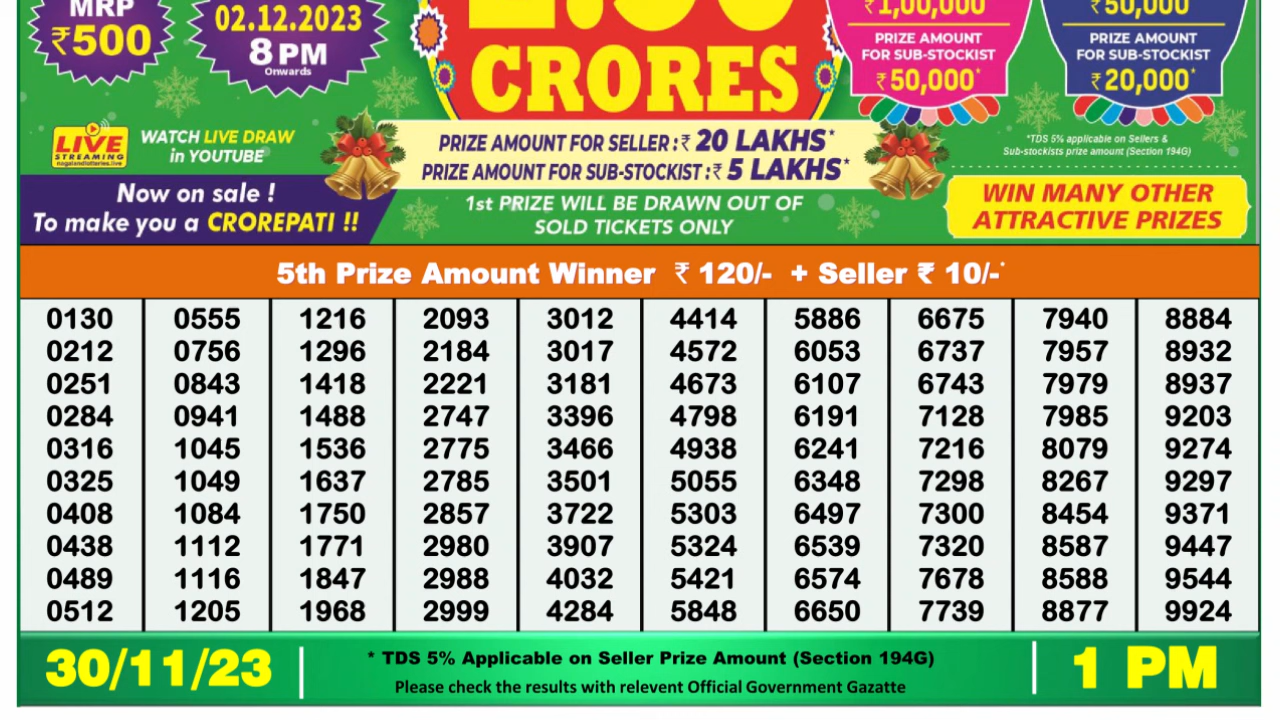 MRP
₹500
02.12.2023
8 PM
Onwards
CRORES
₹1,00,000
PRIZE AMOUNT
FOR SUB-STOCKIST
₹50,000*
₹50,000
PRIZE AMOUNT
FOR SUB-STOCKIST
₹20,000*
LIVE
STREAMING
nagalandlotteries.live
WATCH LIVE DRAW
in YOUTUBE
PRIZE AMOUNT FOR SELLER :₹ 20 LAKHS*
PRIZE AMOUNT FOR SUB-STOCKIST :₹ 5 LAKHS*
*TDS 5% applicable on Sellers &
Sub-stockists prize amount (Section 194G)
Now on sale !
To make you a CROREPATI !!
1st PRIZE WILL BE DRAWN OUT OF
SOLD TICKETS ONLY
WIN MANY OTHER
ATTRACTIVE PRIZES
5th Prize Amount Winner ₹ 120/- + Seller ₹ 10/-*
0130 0555 1216 2093 3012 4414 5886 6675 7940 8884
0212 0756 1296 2184 3017 4572 6053 6737 7957 8932
0251 0843 1418 2221 3181 4673 6107 6743 7979 8937
0284 0941 1488 2747 3396 4798 6191 7128 7985 9203
0316 1045 1536 2775 3466 4938 6241 7216 8079 9274
0325 1049 1637 2785 3501 5055 6348 7298 8267 9297
0408 1084 1750 2857 3722 5303 6497 7300 8454 9371
0438 1112 1771 2980 3907 5324 6539 7320 8587 9447
0489 1116 1847 2988 4032 5421 6574 7678 8588 9544
0512 1205 1968 2999 4284 5848 6650 7739 8877 9924
30/11/23
* TDS 5% Applicable on Seller Prize Amount (Section 194G)
Please check the results with relevent Official Government Gazatte
1 PM